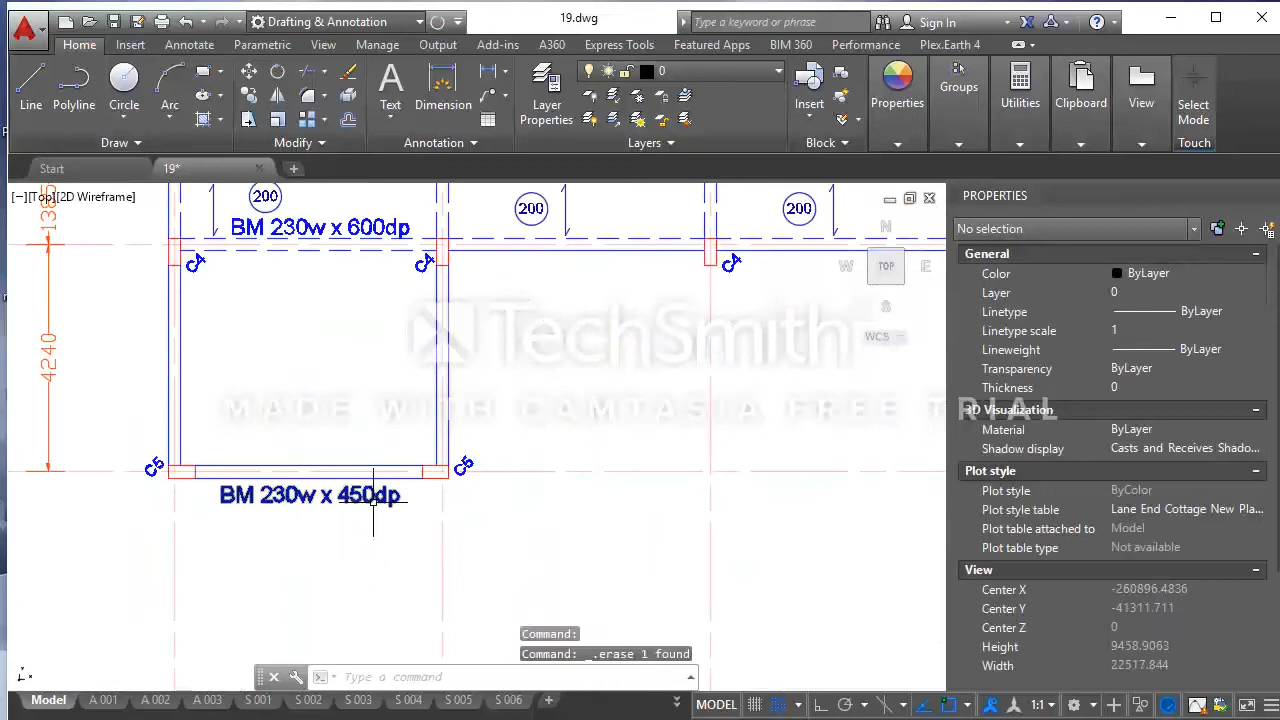 Drafting & Annotation
19.dwg
Type a keyword or phrase
Sign In
Home Insert Annotate Parametric View Manage Output Add-ins A360 Express Tools Featured Apps BIM 360 Performance Plex.Earth 4
Line Polyline Circle Arc Text Dimension Layer Properties 0 Insert Properties Groups Utilities Clipboard View Select Mode
Draw Modify Annotation Layers Block Touch
Start 19*
[−][Top][2D Wireframe]
1385
200 200 200
BM 230w x 600dp
C4 C4 C4
N
W TOP E
S
WCS
4240
TechSmith
MADE WITH CAMTASIA FREE TRIAL
C5 C5
BM 230w x 450dp
PROPERTIES
No selection
General
Color ByLayer
Layer 0
Linetype ByLayer
Linetype scale 1
Lineweight ByLayer
Transparency ByLayer
Thickness 0
3D Visualization
Material ByLayer
Shadow display Casts and Receives Shado...
Plot style
Plot style ByColor
Plot style table Lane End Cottage New Pla...
Plot table attached to Model
Plot table type Not available
View
Center X -260896.4836
Center Y -41311.711
Center Z 0
Height 9458.9063
Width 22517.844
Command:
Command: _.erase 1 found
Type a command
Model A 001 A 002 A 003 S 001 S 002 S 003 S 004 S 005 S 006
MODEL 1:1